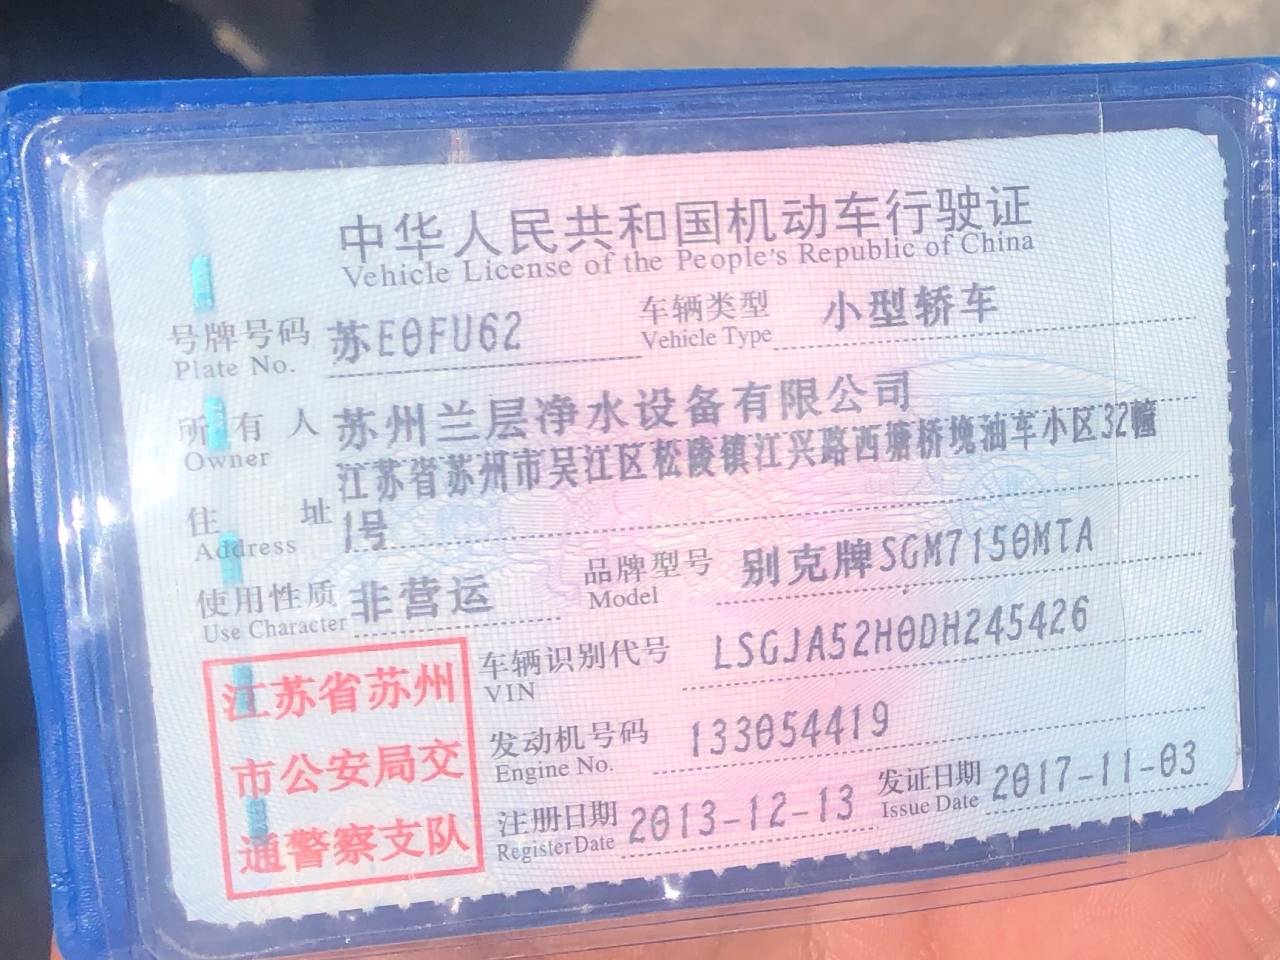 中华人民共和国机动车行驶证
Vehicle License of the People's Republic of China
号牌号码 苏E0FU62 车辆类型 小型轿车
Plate No. Vehicle Type
所有人 苏州兰层净水设备有限公司
Owner
江苏省苏州市吴江区松陵镇江兴路西塘桥堍油车小区32幢
住址 1号
Address
使用性质 非营运 品牌型号 别克牌SGM7150MTA
Use Character Model
车辆识别代号 LSGJA52H0DH245426
VIN
发动机号码 133054419
Engine No.
注册日期 2013-12-13 发证日期 2017-11-03
Register Date Issue Date
江苏省苏州
市公安局交
通警察支队